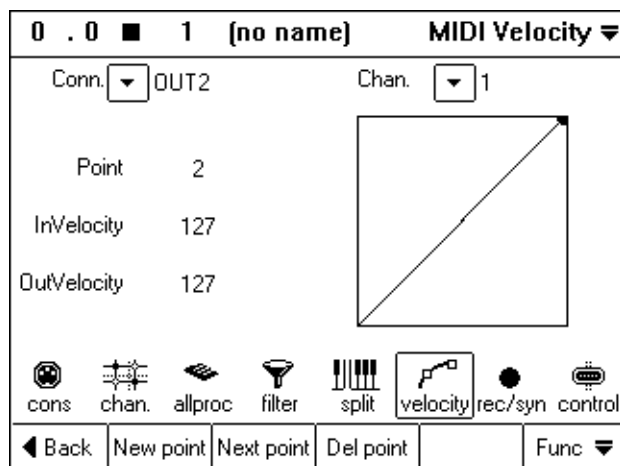 0 .0 ■ 1 (no name) MIDI Velocity
Conn. OUT2 Chan. 1
Point 2
InVelocity 127
OutVelocity 127
cons chan. allproc filter split velocity rec/syn control
Back New point Next point Del point Func